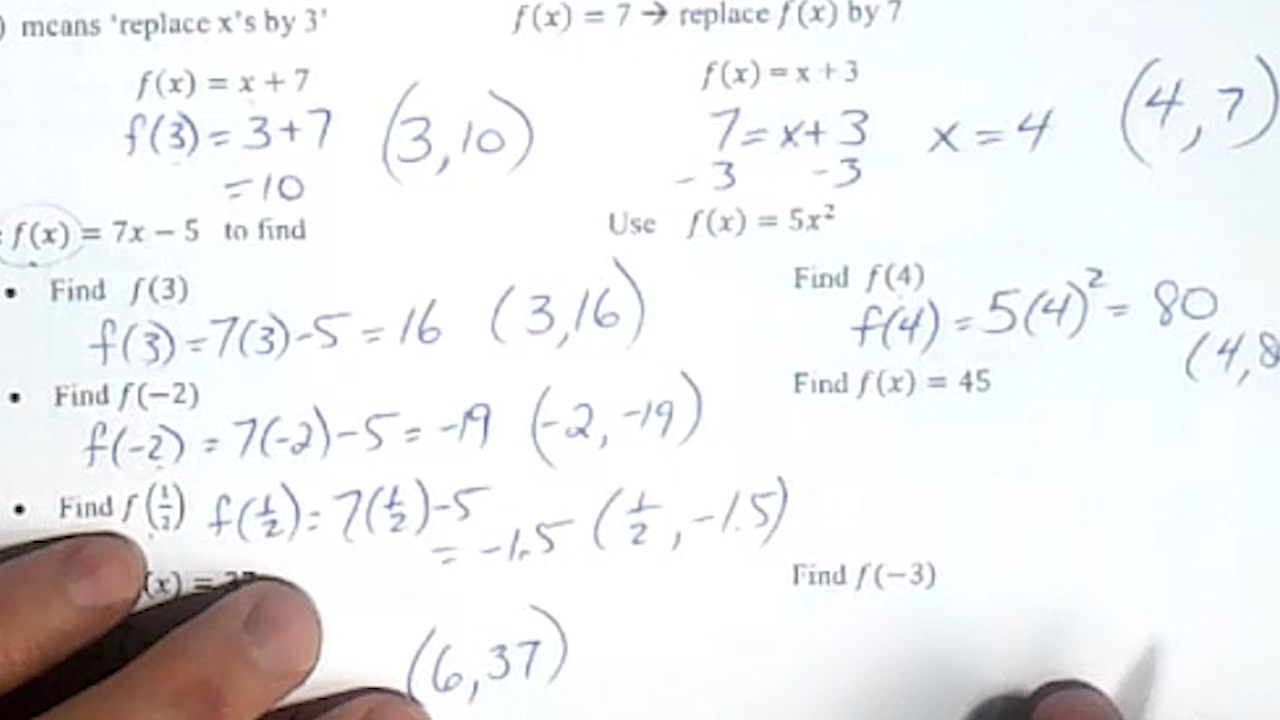 ) means 'replace x's by 3'
f(x) = 7 → replace f(x) by 7
f(x) = x + 7
f(3) = 3+7 (3,10)
= 10
f(x) = x + 3
7 = x + 3 x = 4 (4,7)
- 3 - 3
f(x) = 7x − 5 to find
• Find f(3)
f(3) = 7(3)-5 = 16 (3,16)
• Find f(−2)
f(-2) = 7(-2)-5 = -19 (-2,-19)
• Find f(1/2) f(1/2) = 7(1/2)-5
= -1.5 (1/2, -1.5)
(x) = 37
(6,37)
Use f(x) = 5x²
Find f(4)
f(4) = 5(4)² = 80
(4,8
Find f(x) = 45
Find f(−3)